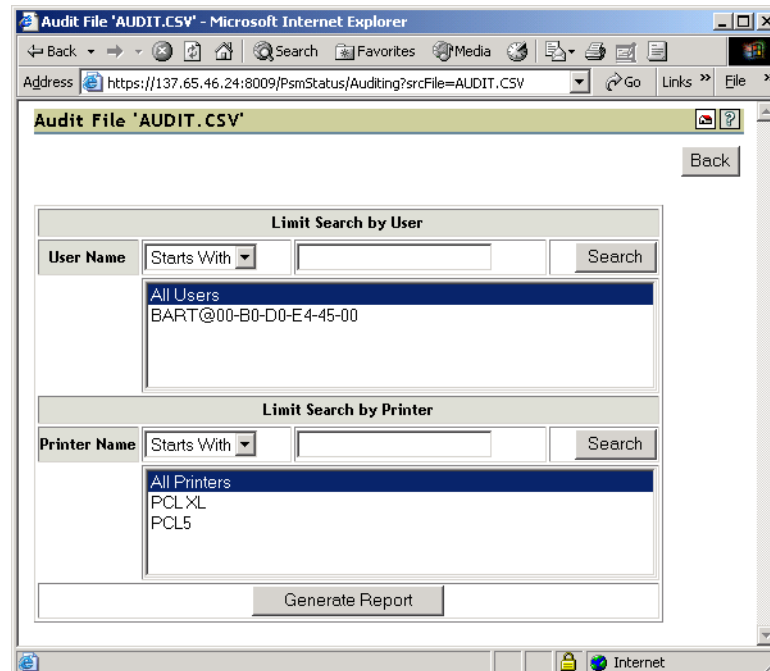 Audit File 'AUDIT.CSV' - Microsoft Internet Explorer
Back Search Favorites Media
Address https://137.65.46.24:8009/PsmStatus/Auditing?srcFile=AUDIT.CSV Go Links » File »
Audit File 'AUDIT.CSV' ?
Back
Limit Search by User
User Name Starts With Search
All Users
BART@00-B0-D0-E4-45-00
Limit Search by Printer
Printer Name Starts With Search
All Printers
PCLXL
PCL5
Generate Report
Internet